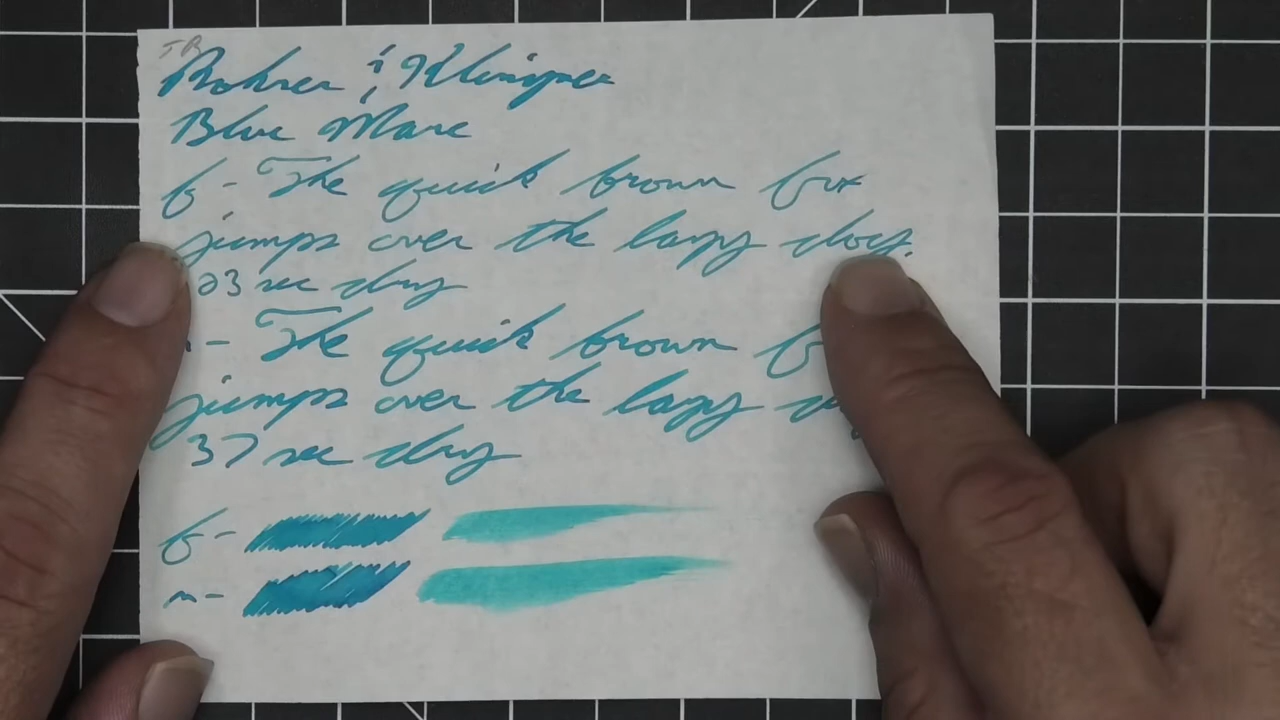 TR
Rohrer & Klingner
Blue Mare
f - The quick brown fox
jumps over the lazy dog.
23 sec dry
- The quick brown f
jumps over the lazy d
37 sec dry
f-
m-